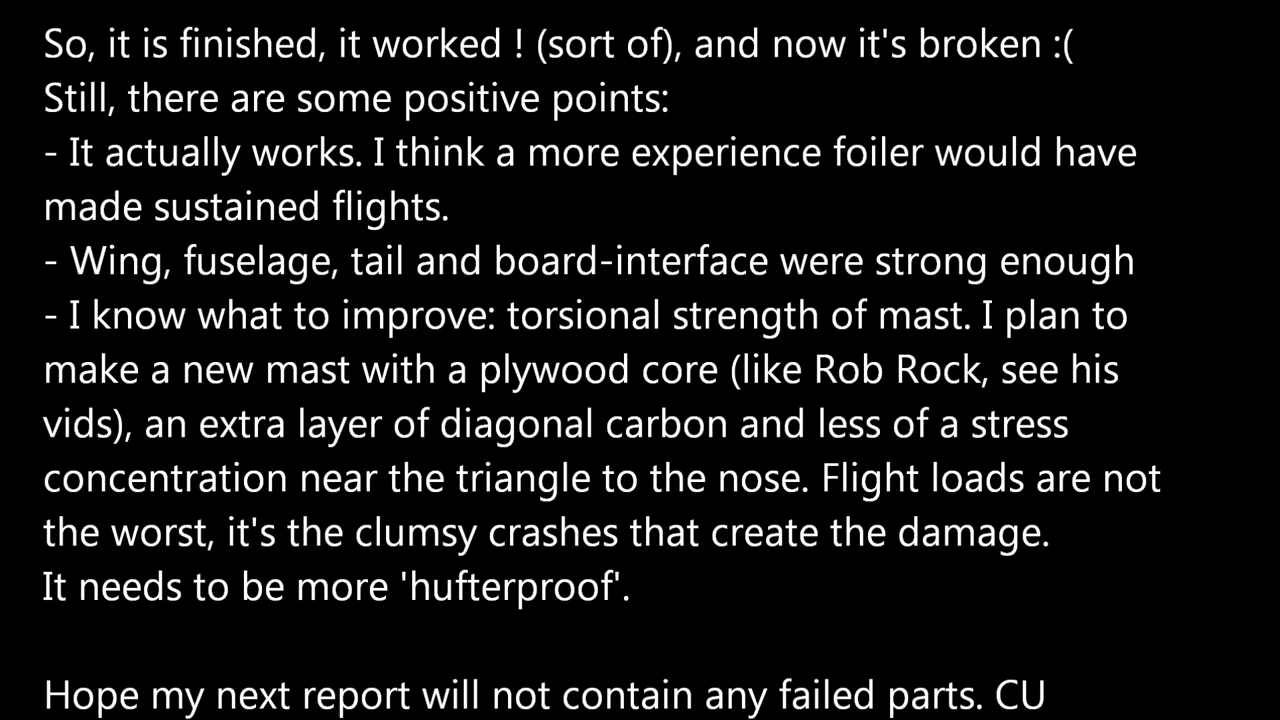 So, it is finished, it worked ! (sort of), and now it's broken :(
Still, there are some positive points:
- It actually works. I think a more experience foiler would have
made sustained flights.
- Wing, fuselage, tail and board-interface were strong enough
- I know what to improve: torsional strength of mast. I plan to
make a new mast with a plywood core (like Rob Rock, see his
vids), an extra layer of diagonal carbon and less of a stress
concentration near the triangle to the nose. Flight loads are not
the worst, it's the clumsy crashes that create the damage.
It needs to be more 'hufterproof'.
Hope my next report will not contain any failed parts. CU